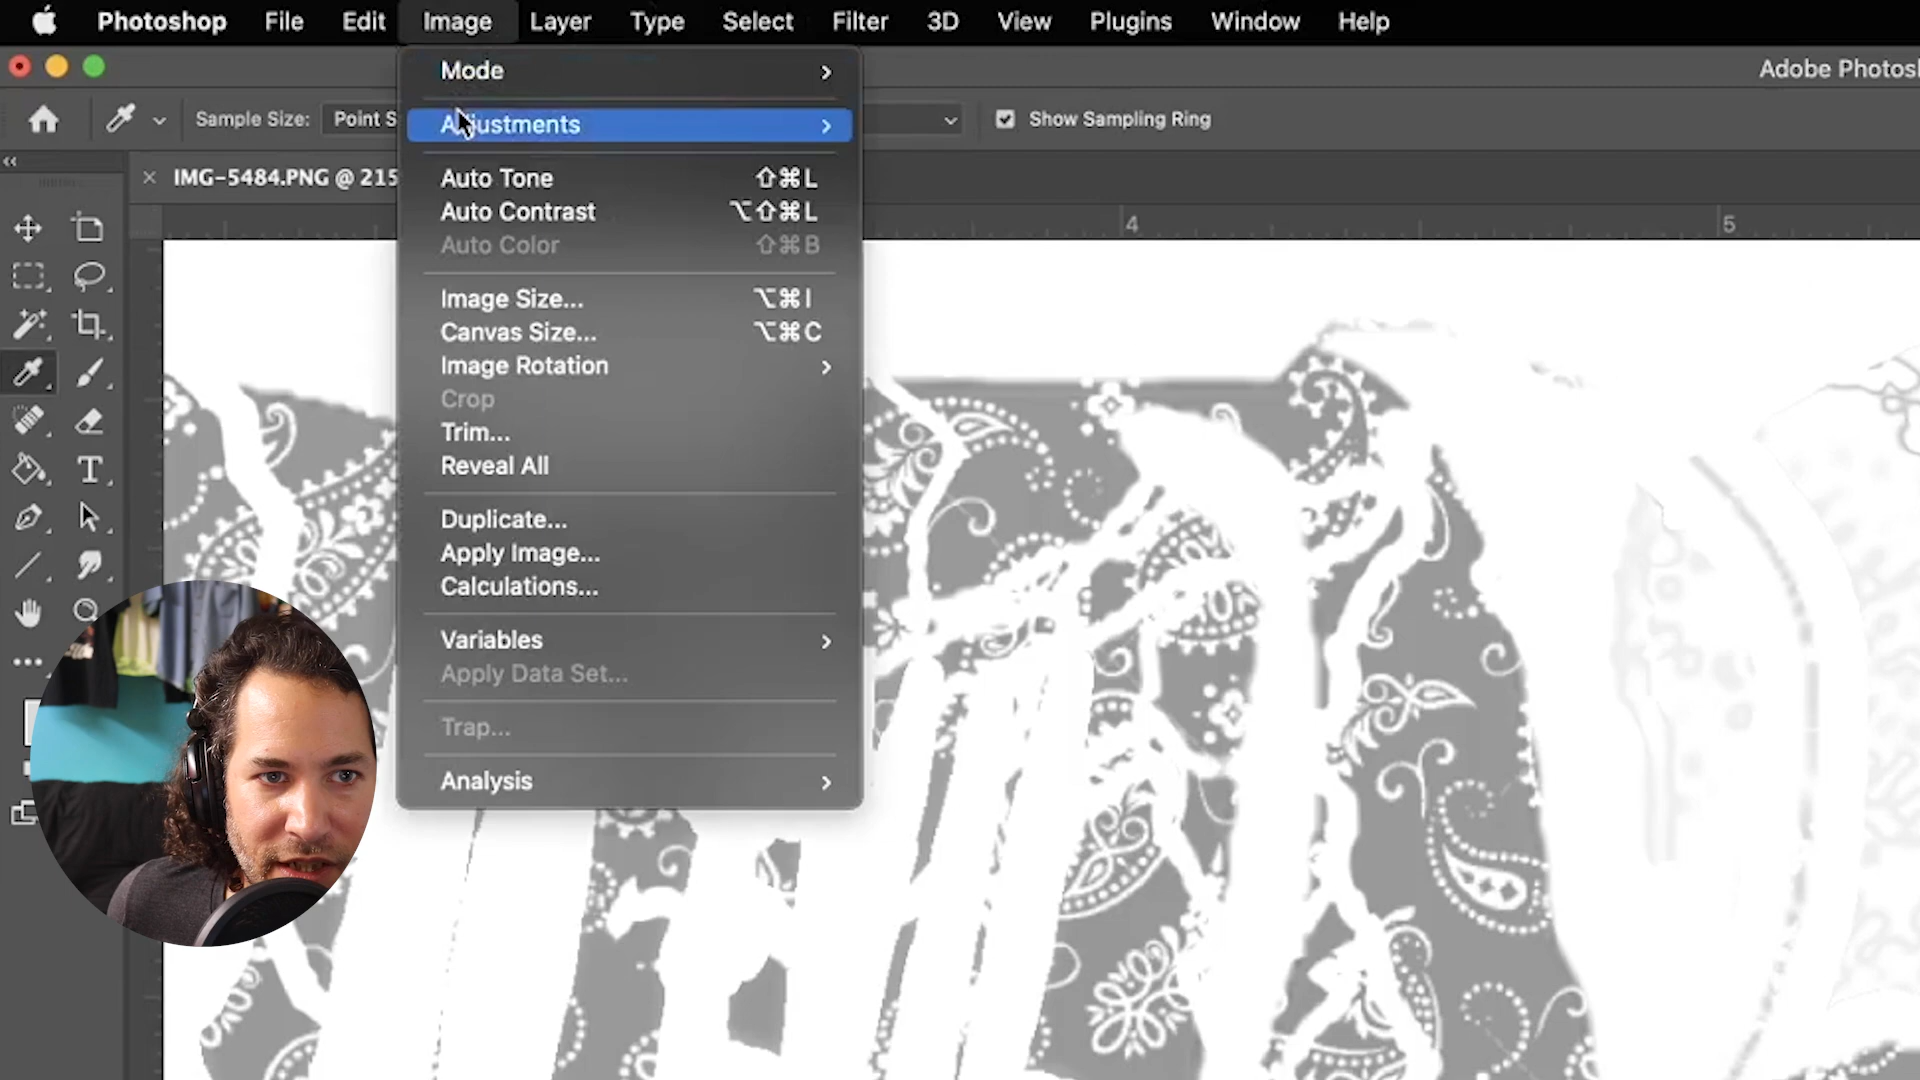 Photoshop File Edit Image Layer Type Select Filter 3D View Plugins Window Help
Adobe Photosh
Mode
Sample Size: Point S
Show Sampling Ring
Adjustments
IMG-5484.PNG @ 215
Auto Tone ⇧⌘L
Auto Contrast ⌥⇧⌘L
Auto Color ⇧⌘B
4 5
Image Size... ⌥⌘I
Canvas Size... ⌥⌘C
Image Rotation
Crop
Trim...
Reveal All
Duplicate...
Apply Image...
Calculations...
Variables
Apply Data Set...
Trap...
Analysis